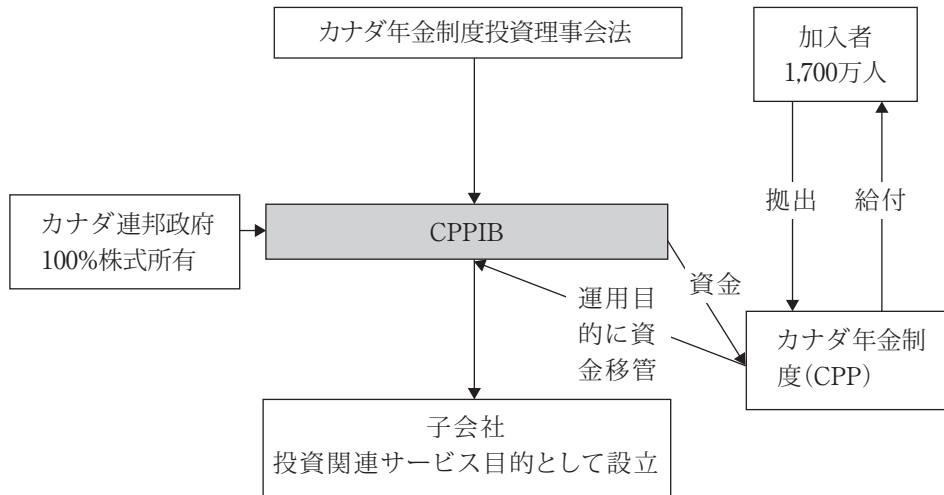 カナダ年金制度投資理事会法
加入者
1,700万人
拠出
給付
カナダ連邦政府
100%株式所有
CPPIB
資金
運用目
的に資
金移管
カナダ年金制
度(CPP)
子会社
投資関連サービス目的として設立